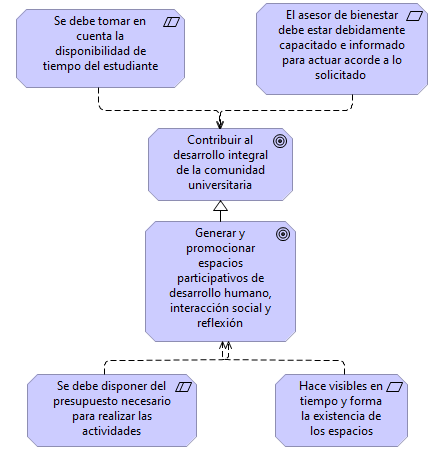 Se debe tomar en
cuenta la
disponibilidad de
tiempo del estudiante
El asesor de bienestar
debe estar debidamente
capacitado e informado
para actuar acorde a lo
solicitado
Contribuir al
desarrollo integral
de la comunidad
universitaria
Generar y
promocionar
espacios
participativos de
desarrollo humano,
interacción social y
reflexión
Se debe disponer del
presupuesto necesario
para realizar las
actividades
Hace visibles en
tiempo y forma
la existencia de
los espacios